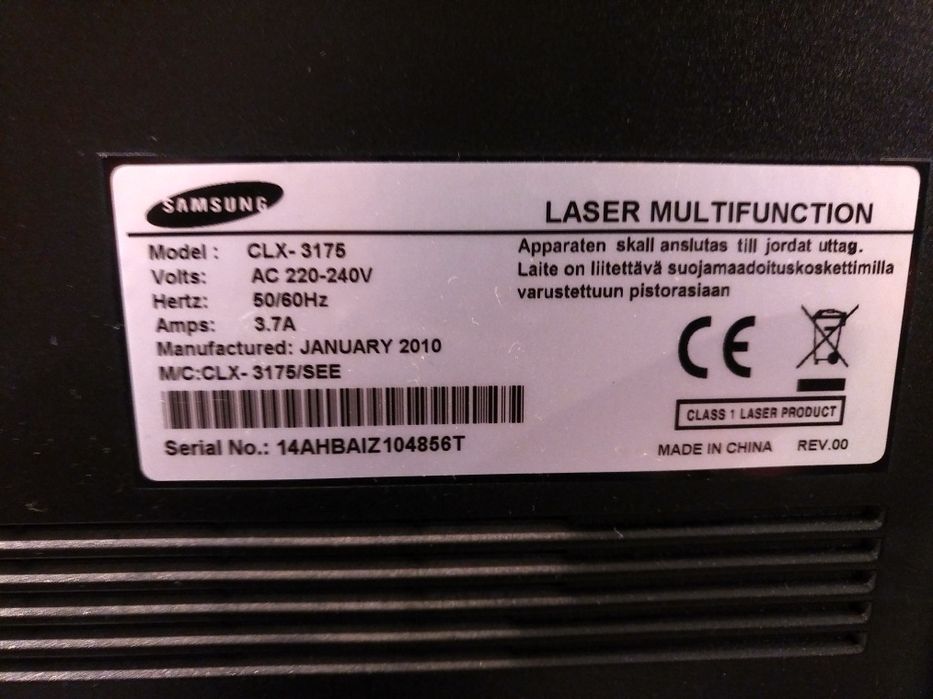 SAMSUNG
LASER MULTIFUNCTION
Model : CLX- 3175
Volts: AC 220-240V
Hertz: 50/60Hz
Amps: 3.7A
Manufactured: JANUARY 2010
M/C:CLX- 3175/SEE
Serial No.: 14AHBAIZ104856T
Apparaten skall anslutas till jordat uttag.
Laite on liitettävä suojamaadoituskoskettimilla
varustettuun pistorasiaan
CE
CLASS 1 LASER PRODUCT
MADE IN CHINA REV.00